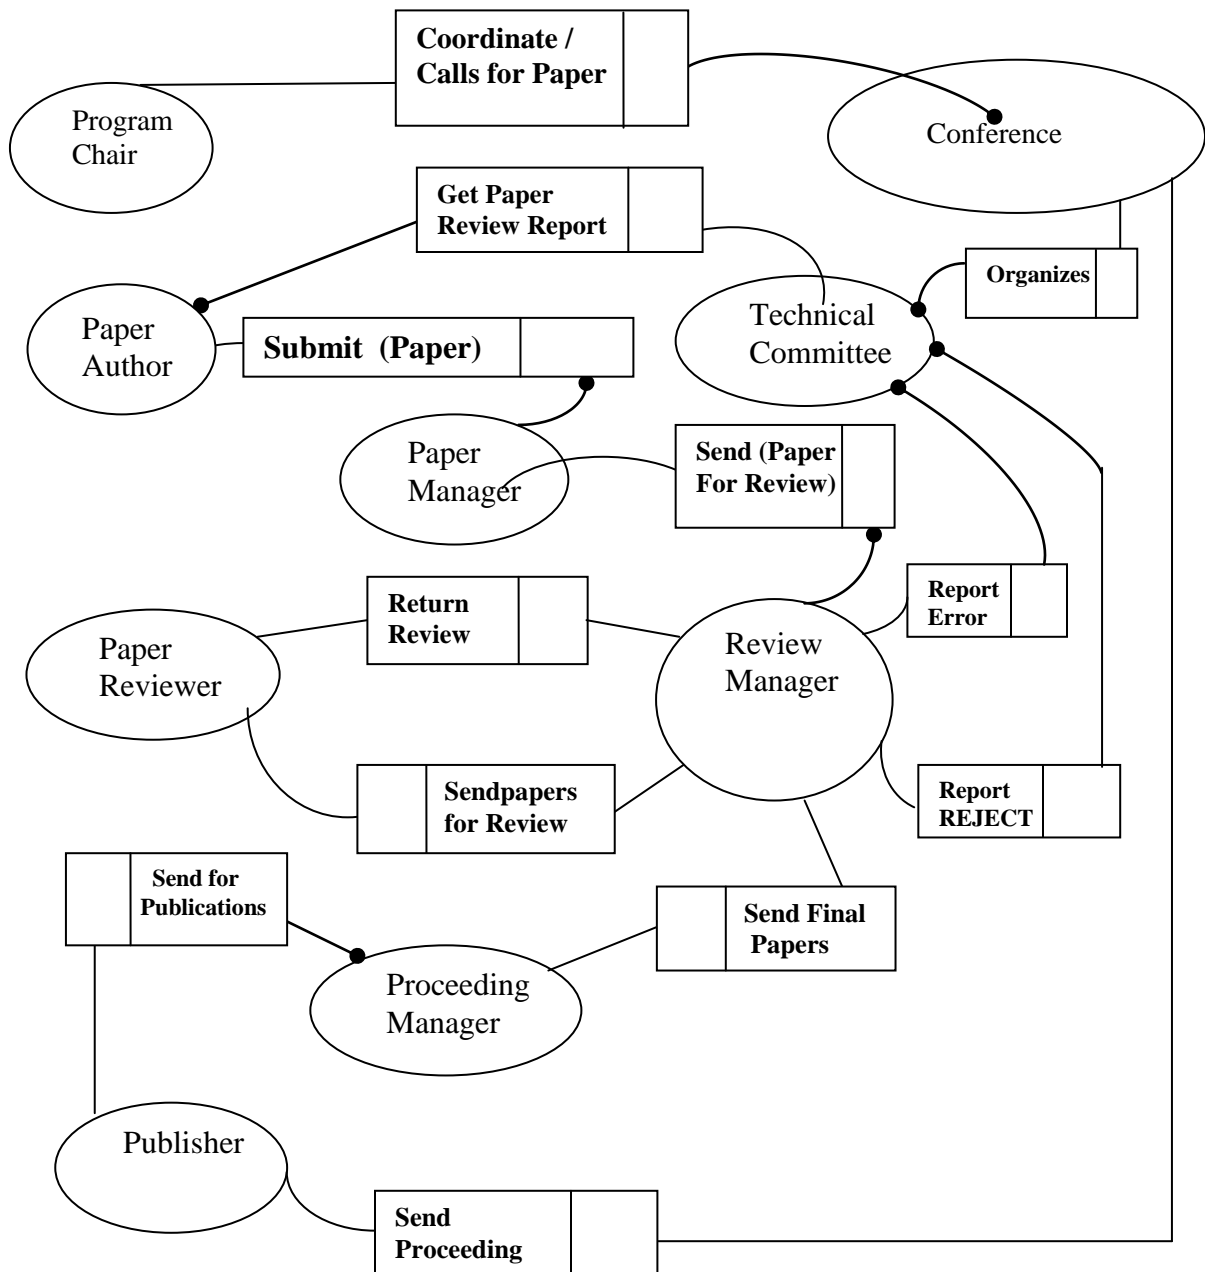 Coordinate /
Calls for Paper
Program
Chair
Conference
Get Paper
Review Report
Organizes
Paper
Author
Submit  (Paper)
Technical
Committee
Paper
Manager
Send (Paper
For Review)
Return
Review
Report
Error
Paper
Reviewer
Review
Manager
Sendpapers
for Review
Report
REJECT
Send for
Publications
Send Final
Papers
Proceeding
Manager
Publisher
Send
Proceeding